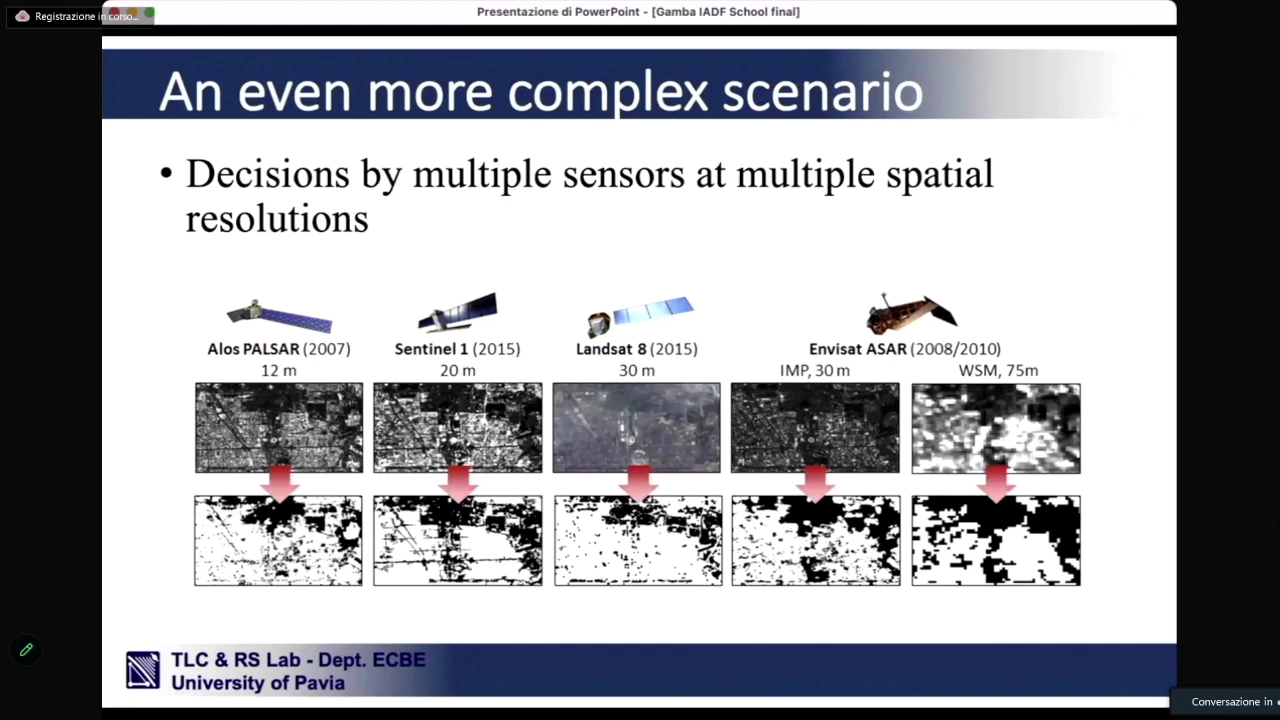 Registrazione in corso...
Presentazione di PowerPoint - [Gamba IADF School final]
An even more complex scenario
• Decisions by multiple sensors at multiple spatial
resolutions
Alos PALSAR (2007)
12 m
Sentinel 1 (2015)
20 m
Landsat 8 (2015)
30 m
Envisat ASAR (2008/2010)
IMP, 30 m
WSM, 75m
TLC & RS Lab - Dept. ECBE
University of Pavia
Conversazione in